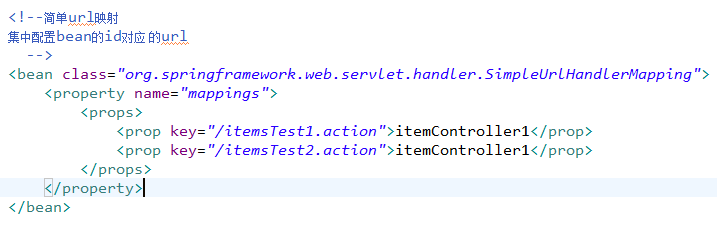 <!--简单url映射
集中配置bean的id对应的url
-->
<bean class="org.springframework.web.servlet.handler.SimpleUrlHandlerMapping">
<property name="mappings">
<props>
<prop key="/itemsTest1.action">itemController1</prop>
<prop key="/itemsTest2.action">itemController1</prop>
</props>
</property>
</bean>